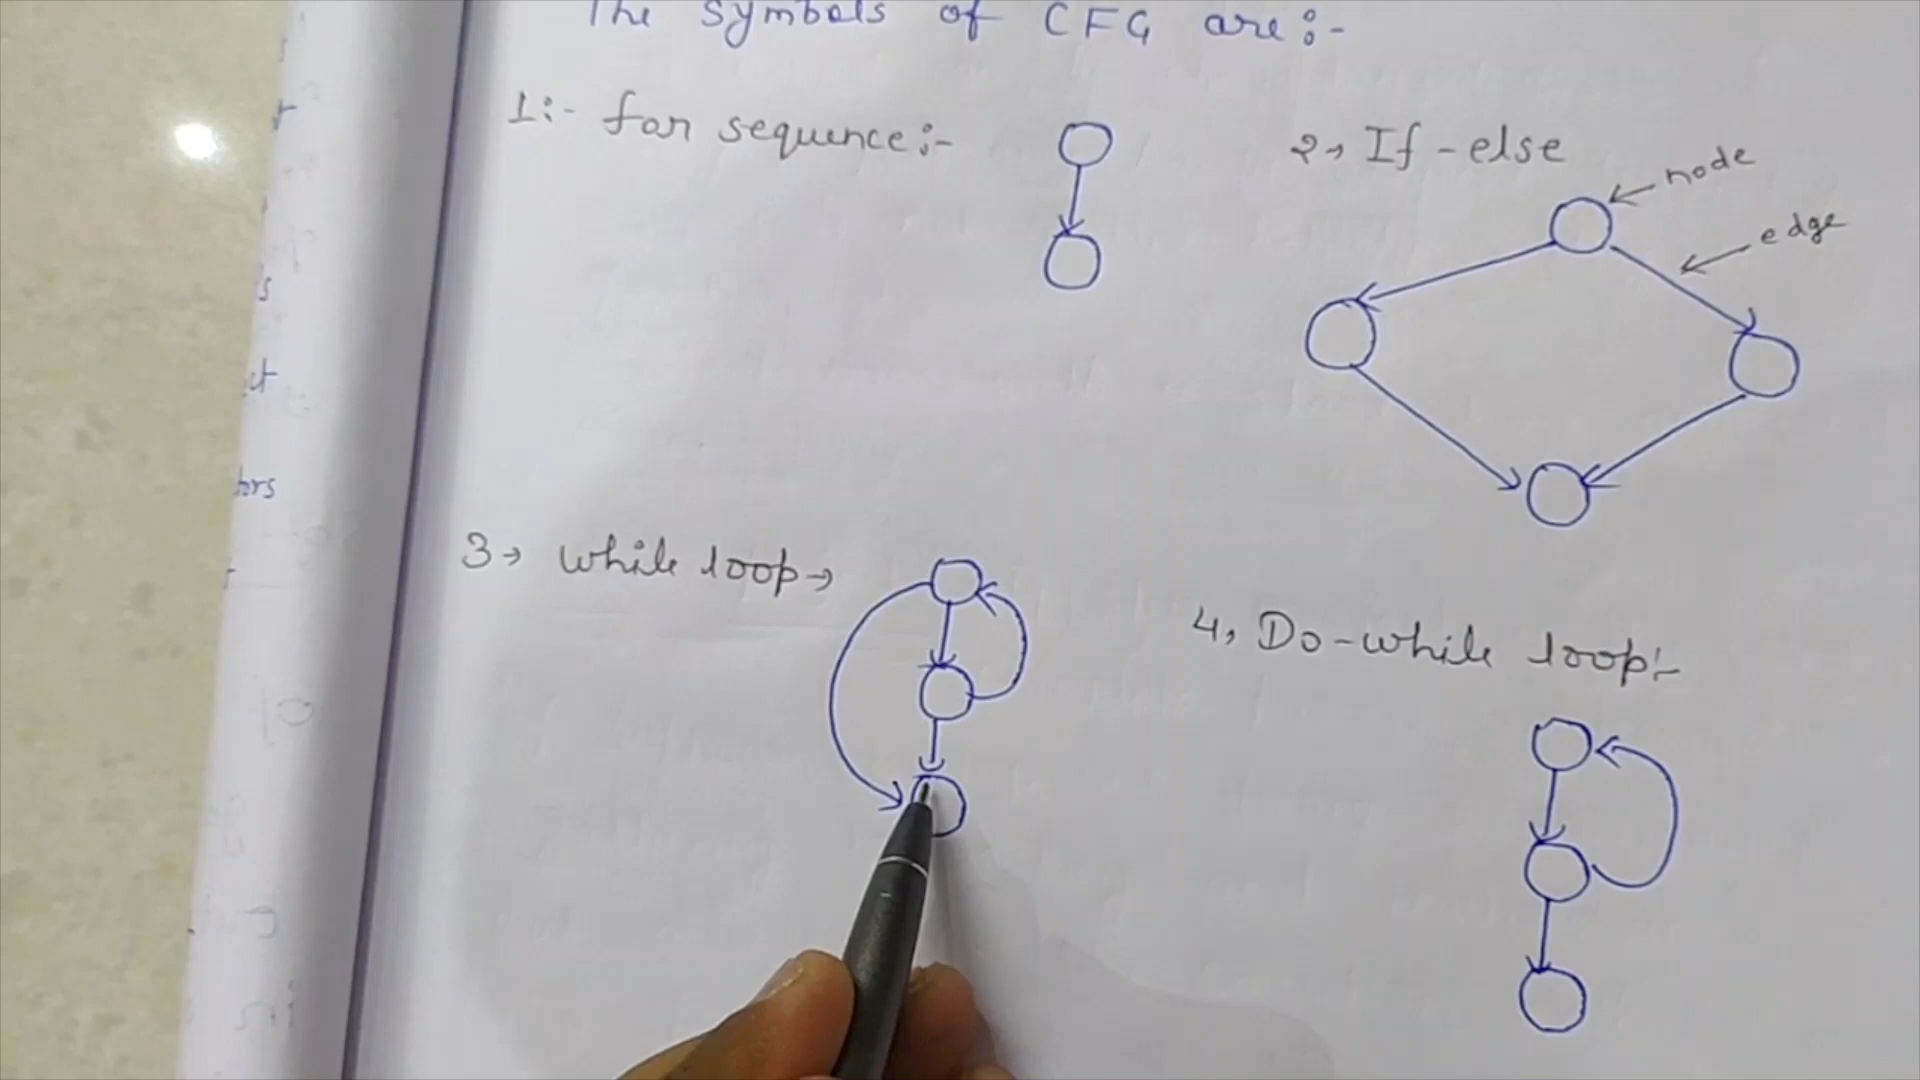 The symbols of CFG are:-
1:- for sequence:-
2→ If-else
node
edge
3→ while loop→
4, Do-while loop:-